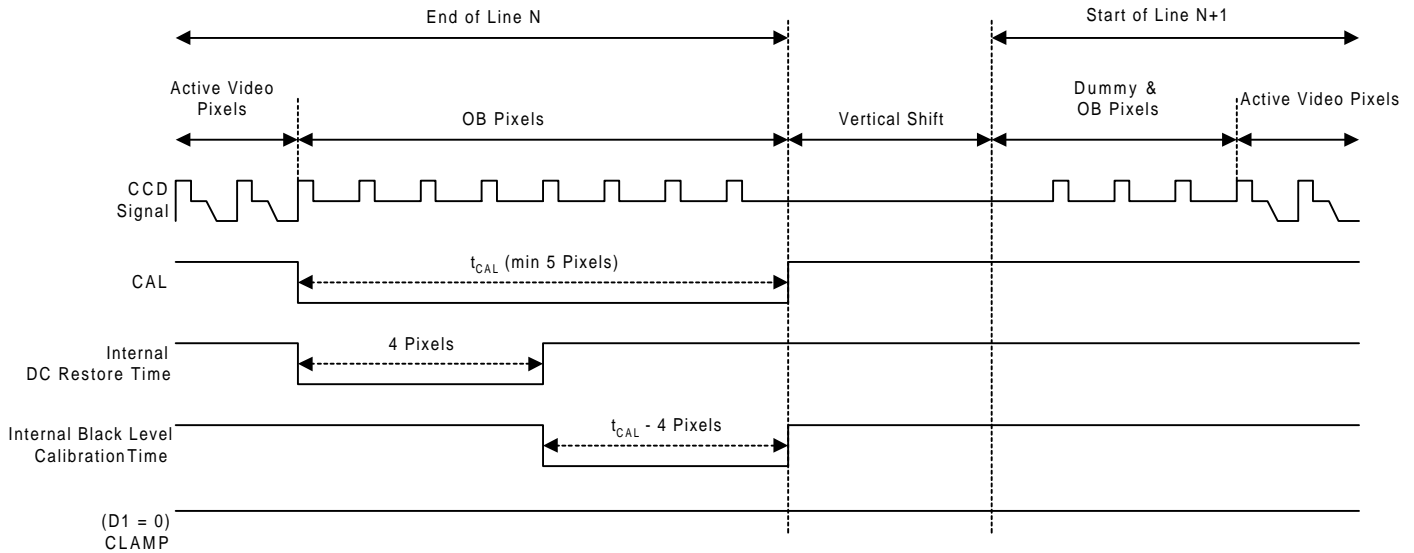 End of Line N
Start of Line N+1
Active Video
Pixels
OB Pixels
Vertical Shift
Dummy &
OB Pixels
Active Video Pixels
CCD
Signal
CAL
tCAL (min 5 Pixels)
Internal
DC Restore Time
4 Pixels
Internal Black Level
Calibration Time
tCAL - 4 Pixels
(D1 = 0)
CLAMP